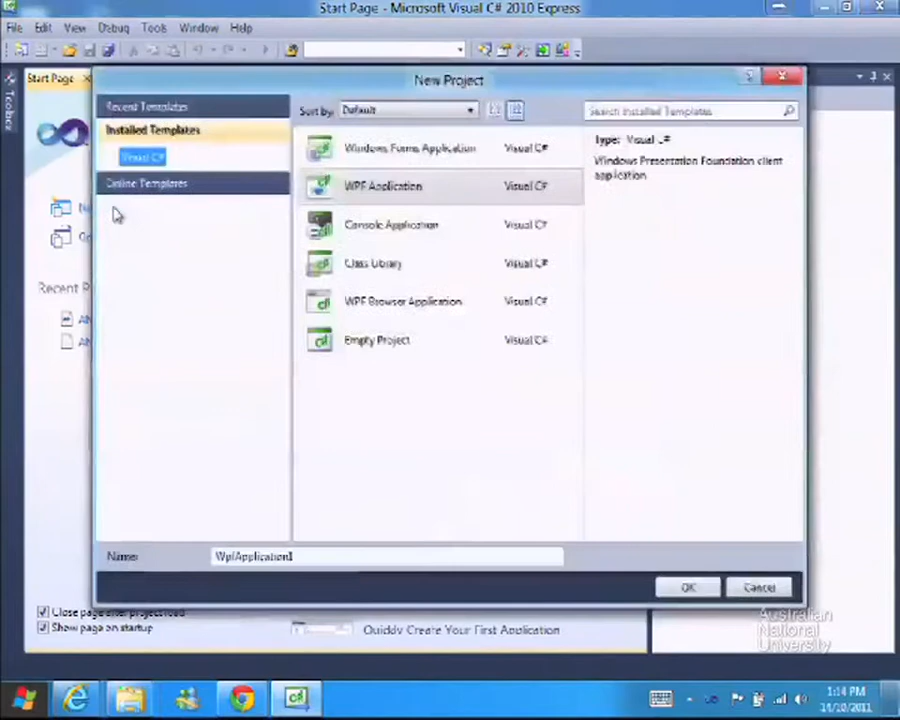 Start Page - Microsoft Visual C# 2010 Express
File Edit View Debug Tools Window Help
Start Page
Toolbox
New Project
Recent Templates
Installed Templates
Visual C#
Online Templates
Sort by: Default
Search Installed Templates
Windows Forms Application Visual C#
WPF Application Visual C#
Console Application Visual C#
Class Library Visual C#
WPF Browser Application Visual C#
Empty Project Visual C#
Type: Visual C#
Windows Presentation Foundation client
application
Recent P
Name: WpfApplication1
OK Cancel
Close page after project load
Show page on startup
Quickly Create Your First Application
Australian
National
University
1:14 PM
14/10/2011